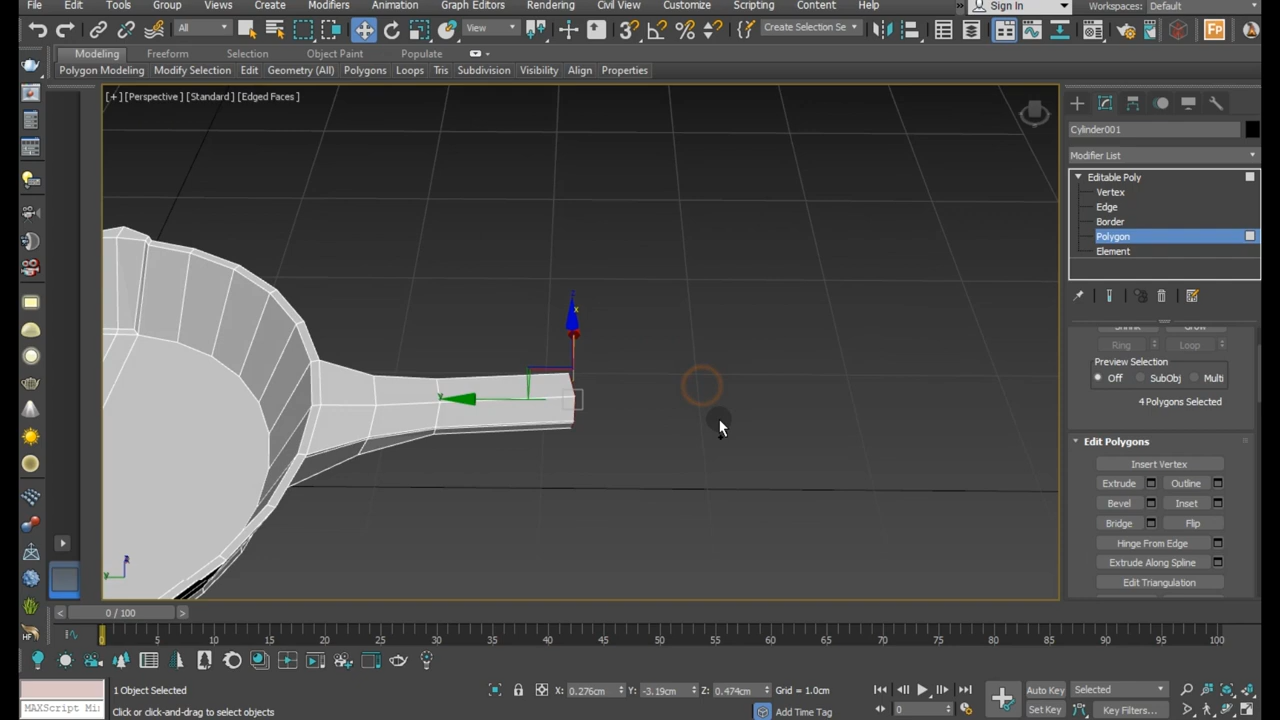 File Edit Tools Group Views Create Modifiers Animation Graph Editors Rendering Civil View Customize Scripting Content Help » Sign In Workspaces: Default
All View Create Selection Se
Modeling Freeform Selection Object Paint Populate
Polygon Modeling Modify Selection Edit Geometry (All) Polygons Loops Tris Subdivision Visibility Align Properties
[+] [Perspective ] [Standard ] [Edged Faces ]
Cylinder001
Modifier List
Editable Poly
Vertex
Edge
Border
Polygon
Element
Shrink Grow
Ring Loop
Preview Selection
Off SubObj Multi
4 Polygons Selected
Edit Polygons
Insert Vertex
Extrude Outline
Bevel Inset
Bridge Flip
Hinge From Edge
Extrude Along Spline
Edit Triangulation
x
y
z
y
< 0 / 100 >
0 5 10 15 20 25 30 35 40 45 50 55 60 65 70 75 80 85 90 95 100
1 Object Selected X: 0.276cm Y: -3.19cm Z: 0.474cm Grid = 1.0cm Auto Key Selected
MAXScript Mi Click or click-and-drag to select objects Add Time Tag 0 Set Key Key Filters...